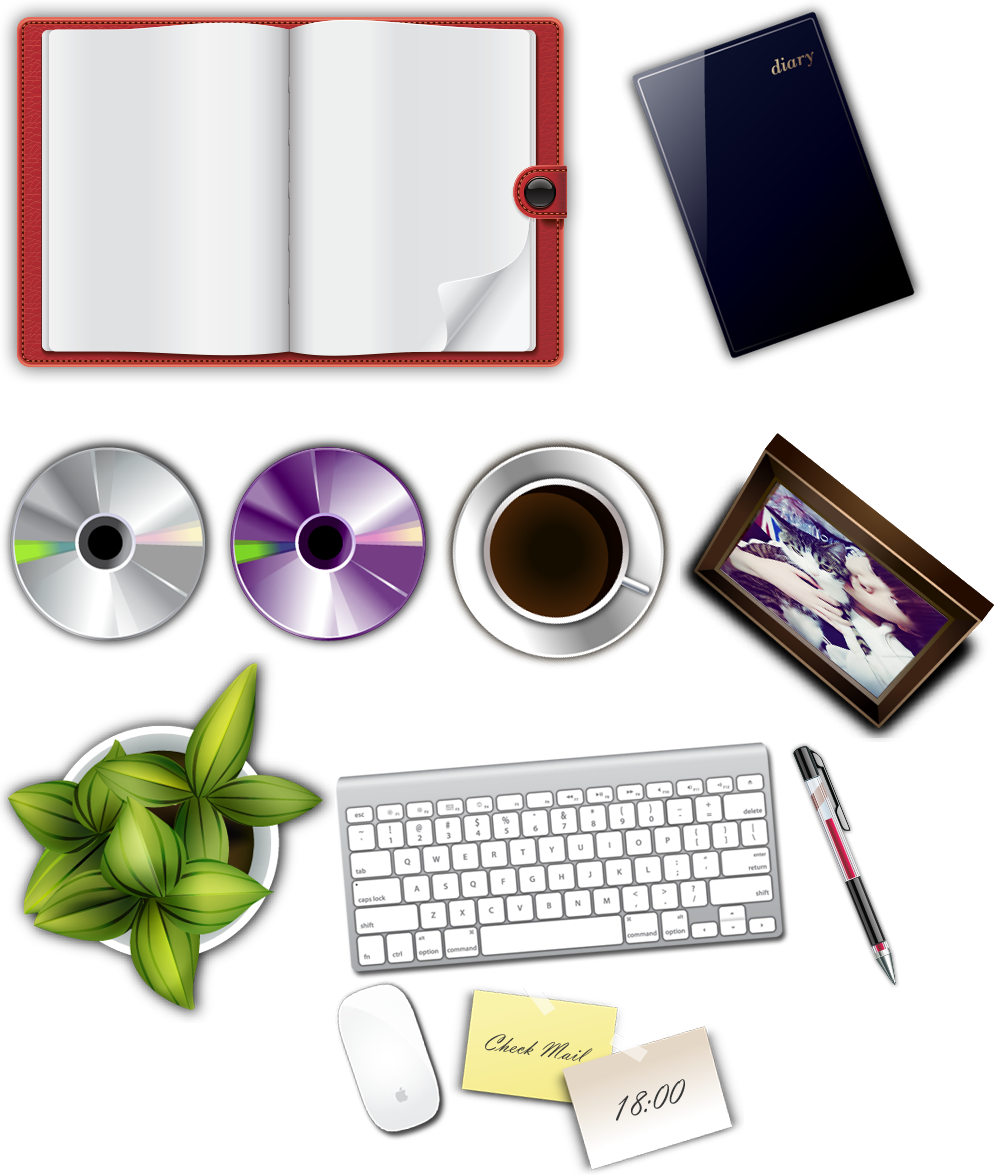 diary
esc
~ ! @ # $ % ^ & * ( ) - + delete
` 1 2 3 4 5 6 7 8 9 0 =
tab Q W E R T Y U I O P { } |
[ ] \
caps lock A S D F G H J K L : " enter
; ' return
shift Z X C V B N M < > ? shift
, . /
fn ctrl alt option ⌘ command ⌘ command alt option
Check Mail
18:00